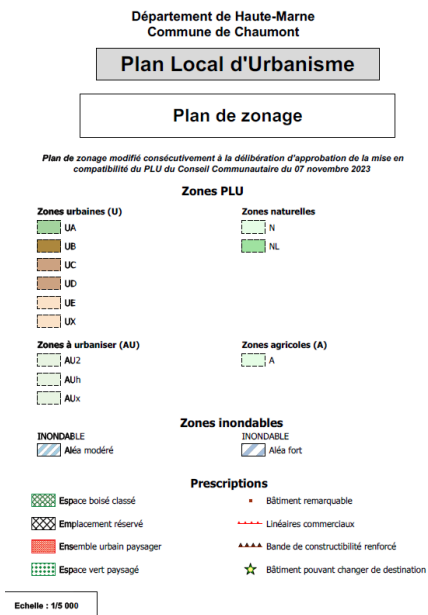 Département de Haute-Marne
Commune de Chaumont
Plan Local d'Urbanisme
Plan de zonage
Plan de zonage modifié consécutivement à la délibération d'approbation de la mise en
compatibilité du PLU du Conseil Communautaire du 07 novembre 2023
Zones PLU
Zones urbaines (U)
UA
UB
UC
UD
UE
UX
Zones naturelles
N
NL
Zones à urbaniser (AU)
AU2
AUh
AUx
Zones agricoles (A)
A
Zones inondables
INONDABLE
Aléa modéré
INONDABLE
Aléa fort
Prescriptions
Espace boisé classé
Emplacement réservé
Ensemble urbain paysager
Espace vert paysagé
Bâtiment remarquable
Linéaires commerciaux
Bande de constructibilité renforcé
Bâtiment pouvant changer de destination
Echelle : 1/5 000